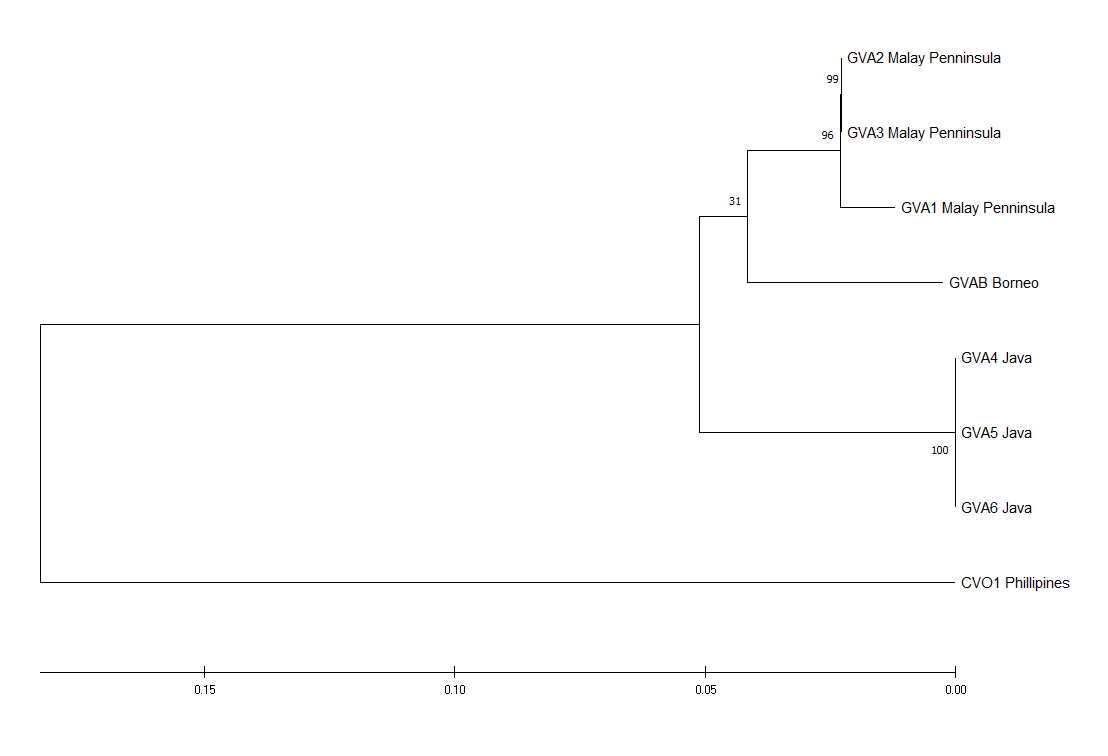 GVA2 Malay Penninsula
99
96
GVA3 Malay Penninsula
31
GVA1 Malay Penninsula
GVAB Borneo
GVA4 Java
GVA5 Java
100
GVA6 Java
CVO1 Phillipines
0.15 0.10 0.05 0.00